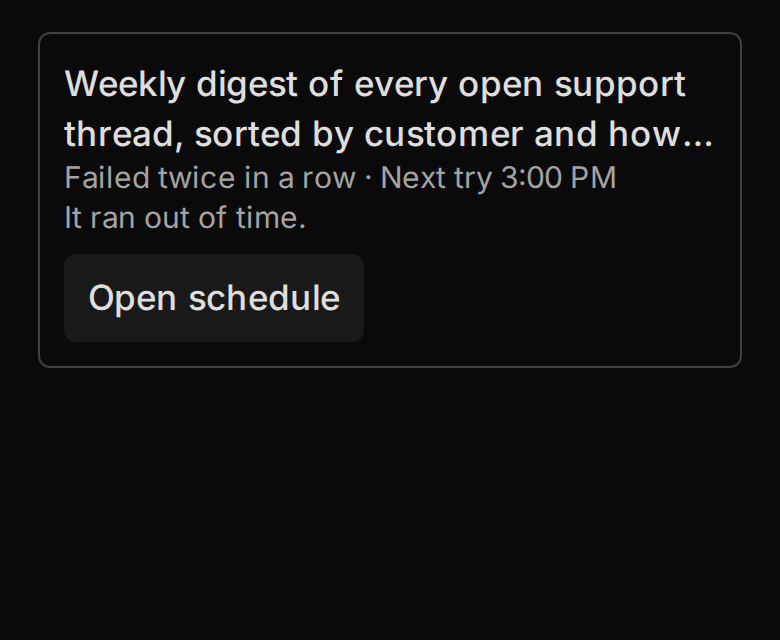 Weekly digest of every open support
thread, sorted by customer and how…
Failed twice in a row · Next try 3:00 PM
It ran out of time.
Open schedule